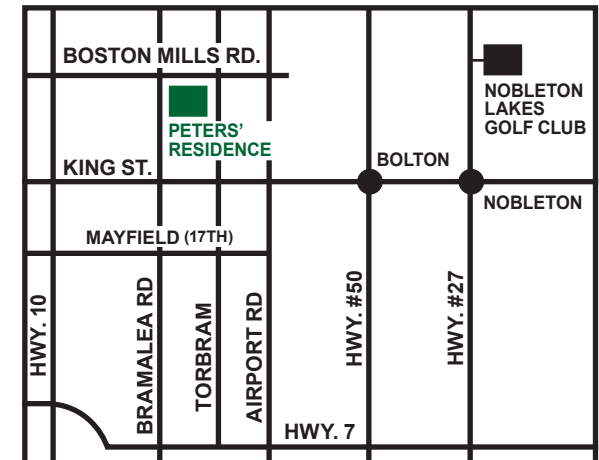 BOSTON MILLS RD.
NOBLETON
LAKES
GOLF CLUB
PETERS'
RESIDENCE
KING ST.
BOLTON
NOBLETON
MAYFIELD (17TH)
HWY. 10
BRAMALEA RD
TORBRAM
AIRPORT RD
HWY. #50
HWY. #27
HWY. 7